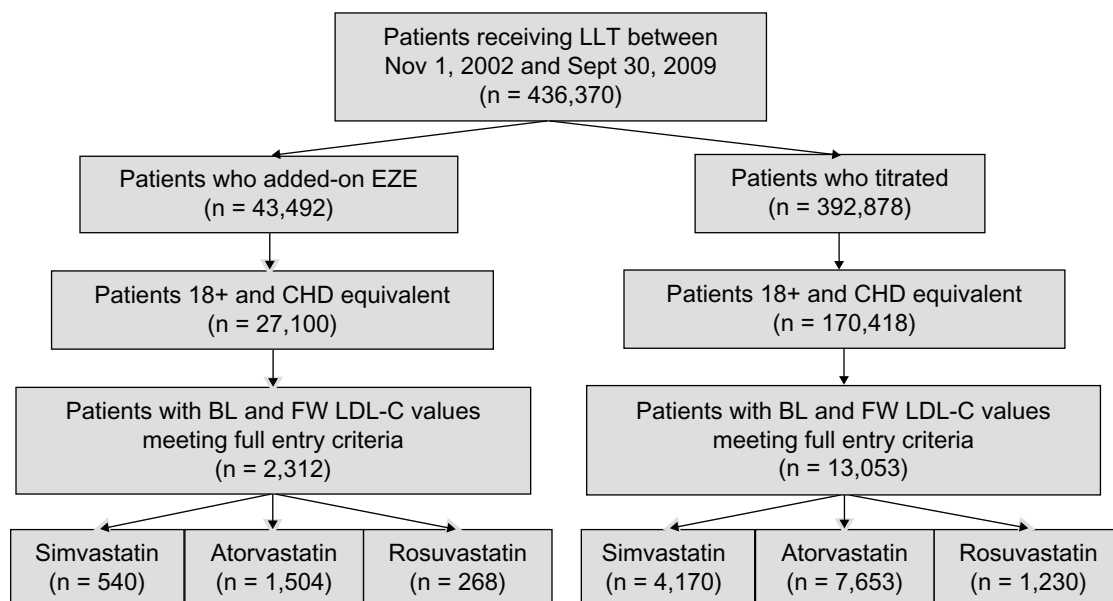 Patients receiving LLT between
Nov 1, 2002 and Sept 30, 2009
(n = 436,370)
Patients who added-on EZE
(n = 43,492)
Patients who titrated
(n = 392,878)
Patients 18+ and CHD equivalent
(n = 27,100)
Patients 18+ and CHD equivalent
(n = 170,418)
Patients with BL and FW LDL-C values
meeting full entry criteria
(n = 2,312)
Patients with BL and FW LDL-C values
meeting full entry criteria
(n = 13,053)
Simvastatin
(n = 540)
Atorvastatin
(n = 1,504)
Rosuvastatin
(n = 268)
Simvastatin
(n = 4,170)
Atorvastatin
(n = 7,653)
Rosuvastatin
(n = 1,230)